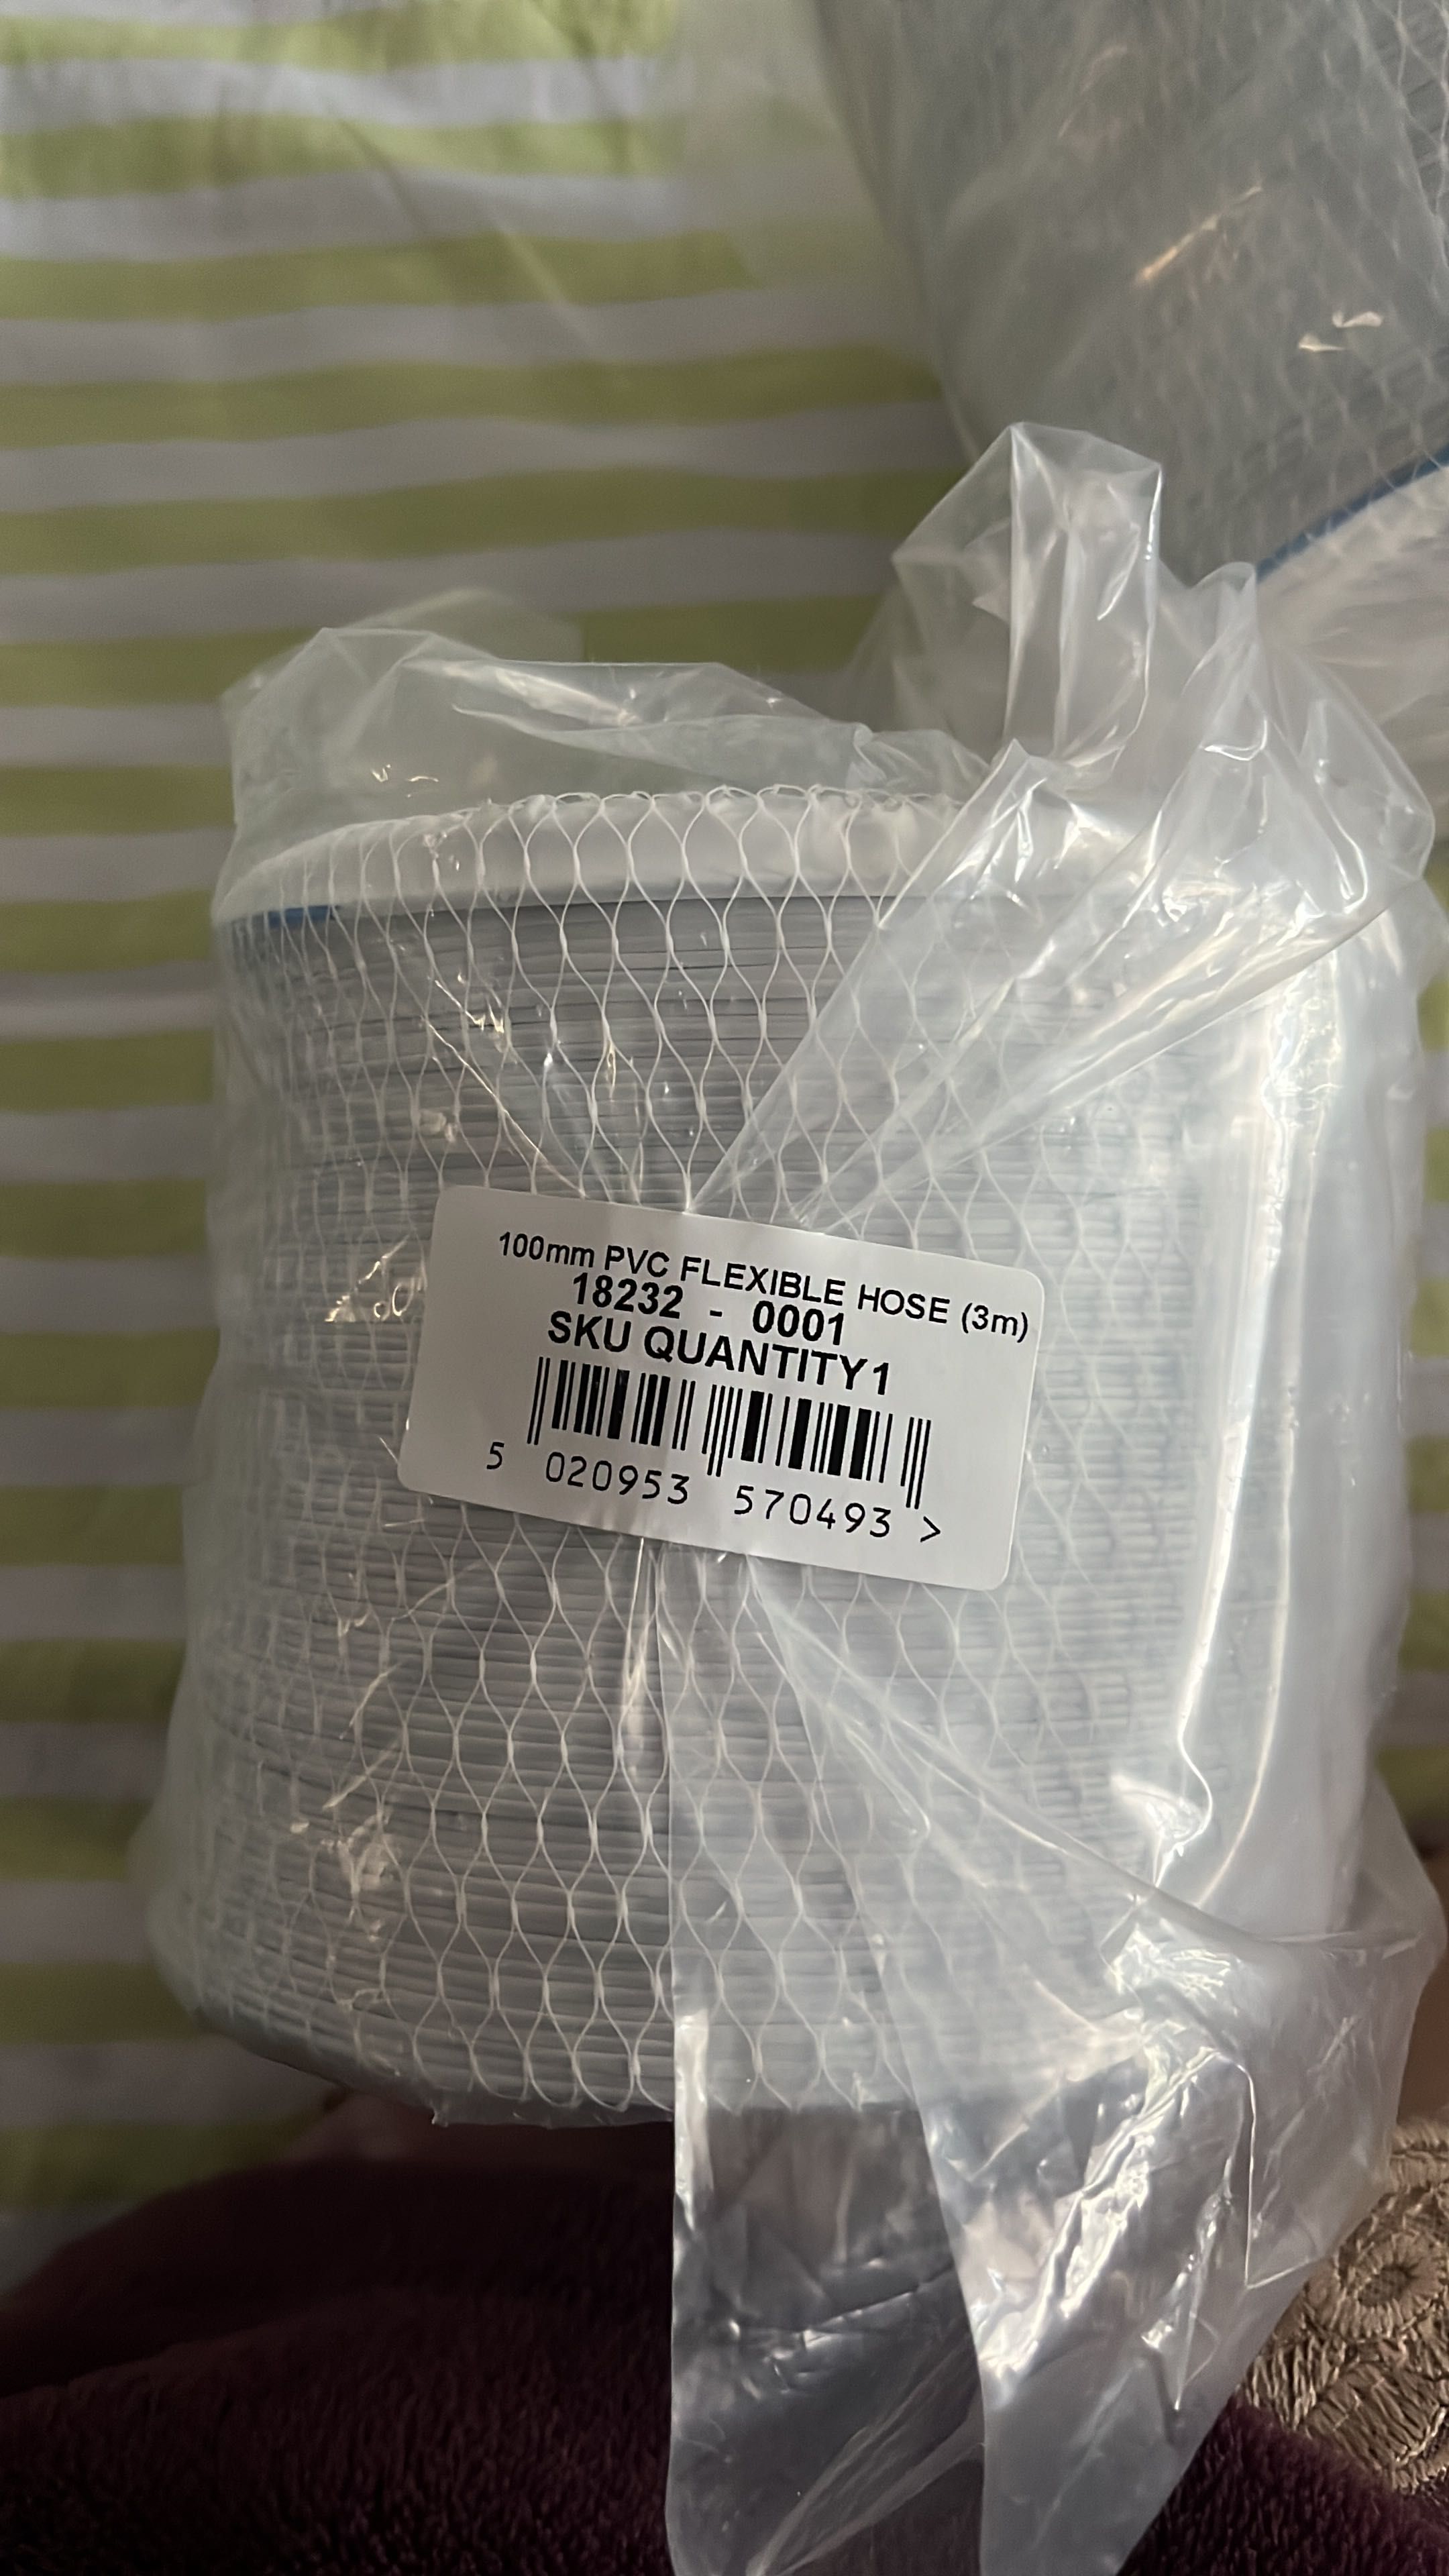 100mm PVC FLEXIBLE HOSE (3m)
18232 - 0001
SKU QUANTITY1
5 020953 570493 >